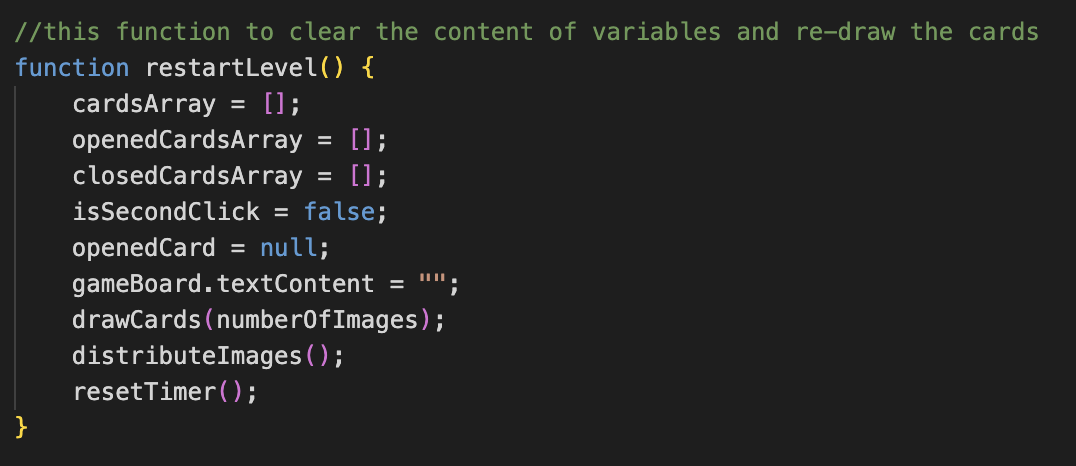 //this function to clear the content of variables and re-draw the cards
function restartLevel() {
    cardsArray = [];
    openedCardsArray = [];
    closedCardsArray = [];
    isSecondClick = false;
    openedCard = null;
    gameBoard.textContent = "";
    drawCards(numberOfImages);
    distributeImages();
    resetTimer();
}